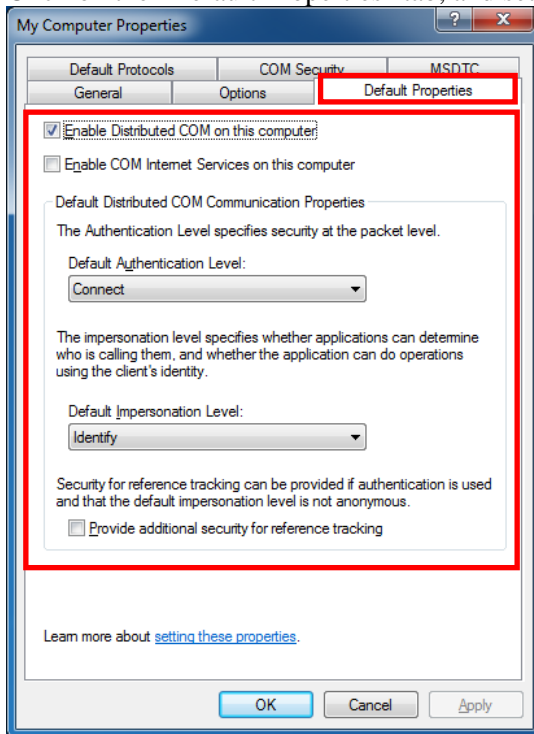 My Computer Properties
Default Protocols COM Security MSDTC
General Options Default Properties
Enable Distributed COM on this computer
Enable COM Internet Services on this computer
Default Distributed COM Communication Properties
The Authentication Level specifies security at the packet level.
Default Authentication Level:
Connect
The impersonation level specifies whether applications can determine
who is calling them, and whether the application can do operations
using the client's identity.
Default Impersonation Level:
Identify
Security for reference tracking can be provided if authentication is used
and that the default impersonation level is not anonymous.
Provide additional security for reference tracking
Learn more about setting these properties.
OK Cancel Apply